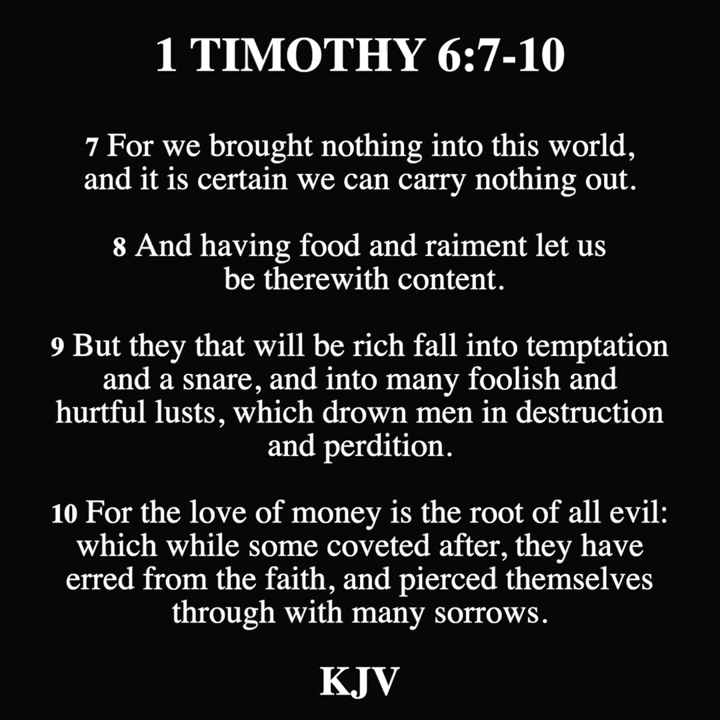 1 TIMOTHY 6:7-10
7 For we brought nothing into this world,
and it is certain we can carry nothing out.
8 And having food and raiment let us
be therewith content.
9 But they that will be rich fall into temptation
and a snare, and into many foolish and
hurtful lusts, which drown men in destruction
and perdition.
10 For the love of money is the root of all evil:
which while some coveted after, they have
erred from the faith, and pierced themselves
through with many sorrows.
KJV